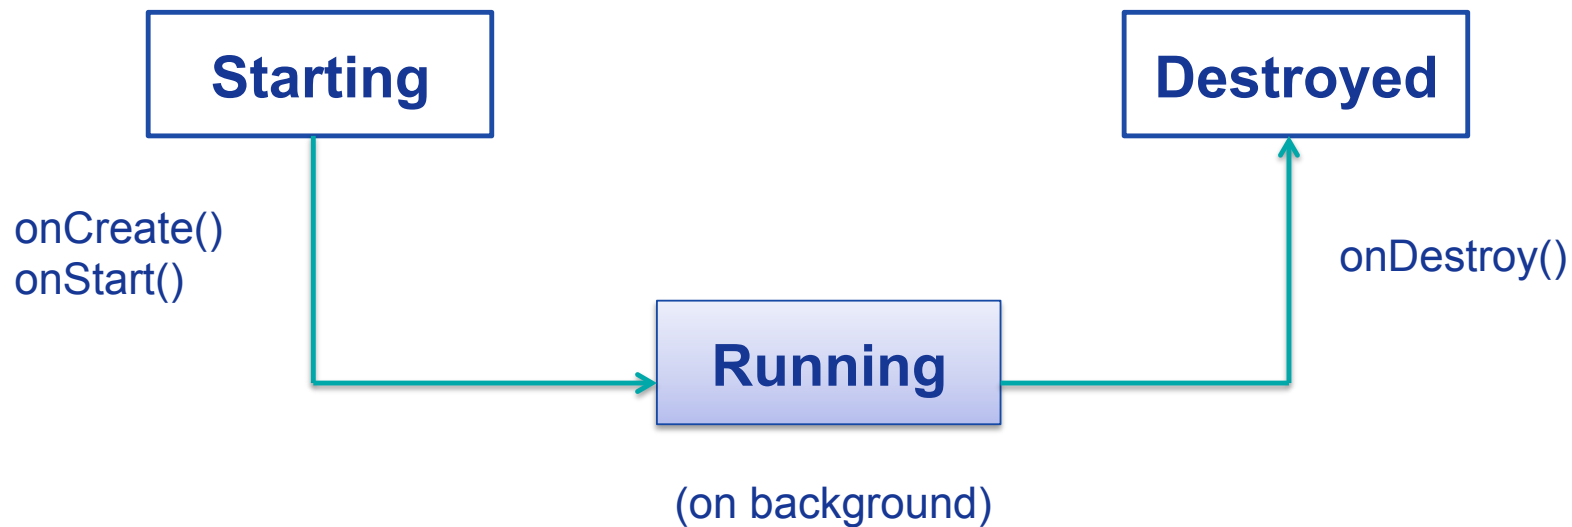 Starting
Destroyed
onCreate()
onStart()
onDestroy()
Running
(on background)